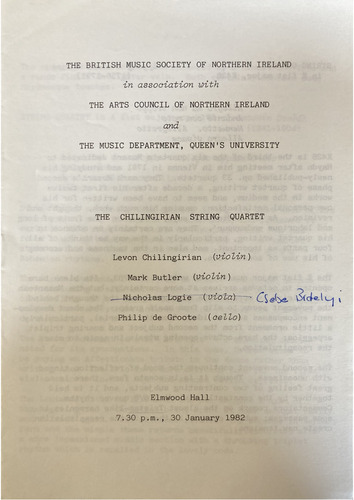 THE BRITISH MUSIC SOCIETY OF NORTHERN IRELAND
in association with
THE ARTS COUNCIL OF NORTHERN IRELAND
and
THE MUSIC DEPARTMENT, QUEEN'S UNIVERSITY
THE CHILINGIRIAN STRING QUARTET
Levon Chilingirian (violin)
Mark Butler (violin)
Nicholas Logie (viola) Csaba Erdelyi
Philip de Groote (cello)
Elmwood Hall
7.30 p.m., 30 January 1982